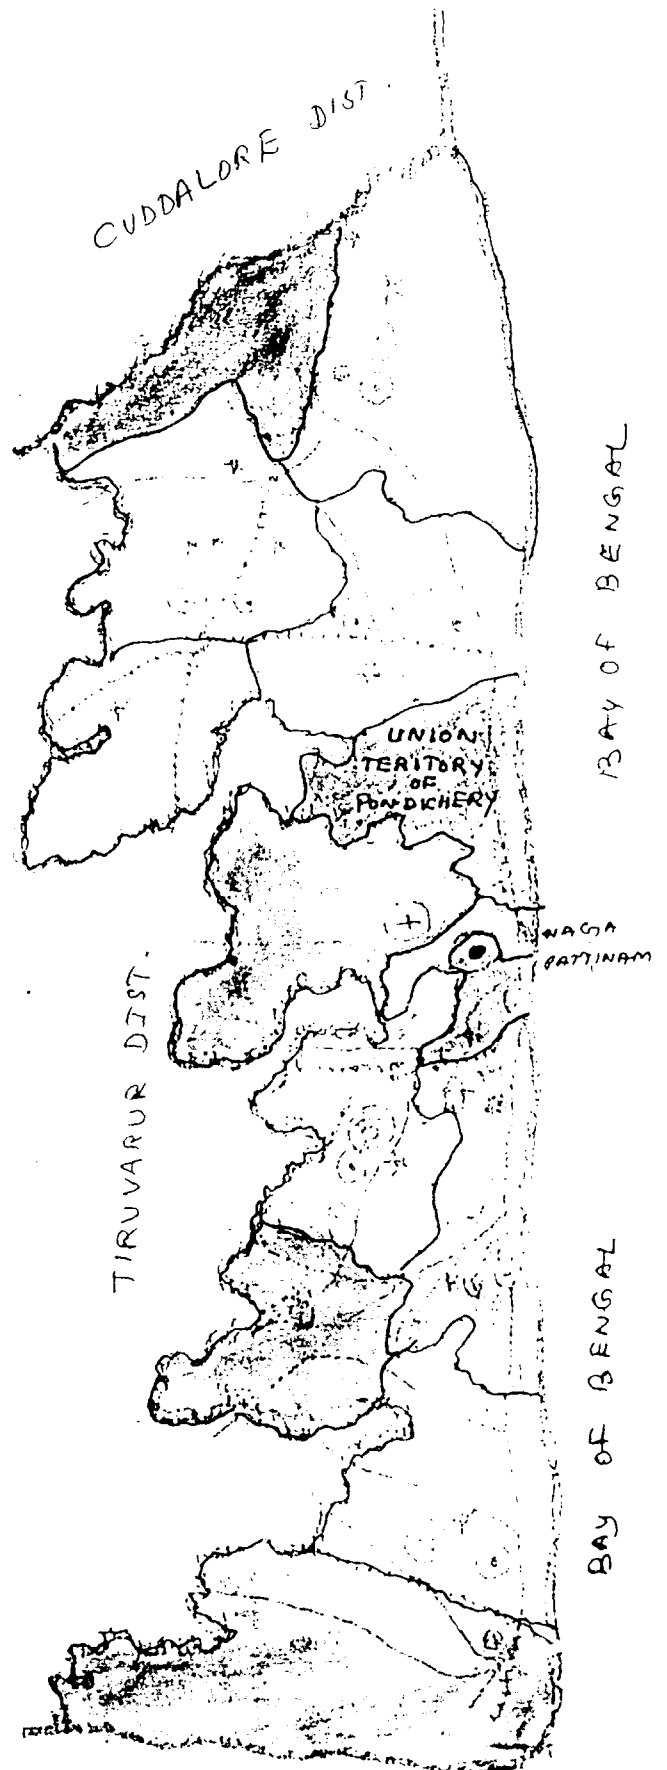 CUDDALORE DIST.
BAY OF BENGAL
UNION
TERITORY
OF
PONDICHERY
NAGA
PATTINAM
TIRUVARUR DIST.
BAY OF BENGAL